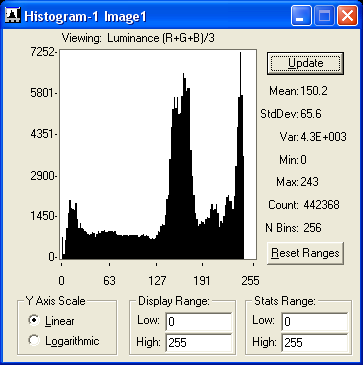 Histogram-1 Image1
Viewing: Luminance (R+G+B)/3
7252-
5801-
4351-
2900-
1450-
0-
0 63 127 191 255
Update
Mean: 150.2
StdDev: 65.6
Var: 4.3E+003
Min: 0
Max: 243
Count: 442368
N Bins: 256
Reset Ranges
Y Axis Scale
Linear
Logarithmic
Display Range:
Low: 0
High: 255
Stats Range:
Low: 0
High: 255